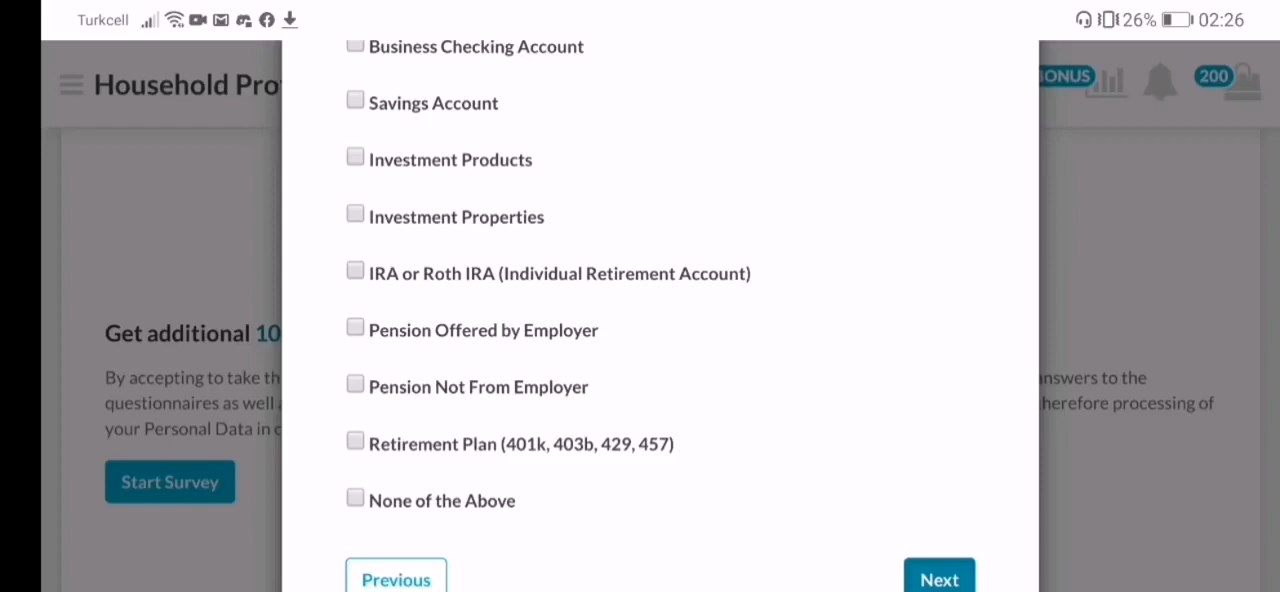 Turkcell
26% 02:26
Household Pro
BONUS
200
Business Checking Account
Savings Account
Investment Products
Investment Properties
IRA or Roth IRA (Individual Retirement Account)
Pension Offered by Employer
Pension Not From Employer
Retirement Plan (401k, 403b, 429, 457)
None of the Above
Previous
Next
Get additional 10
By accepting to take th
nswers to the
questionnaires as well
herefore processing of
your Personal Data in c
Start Survey